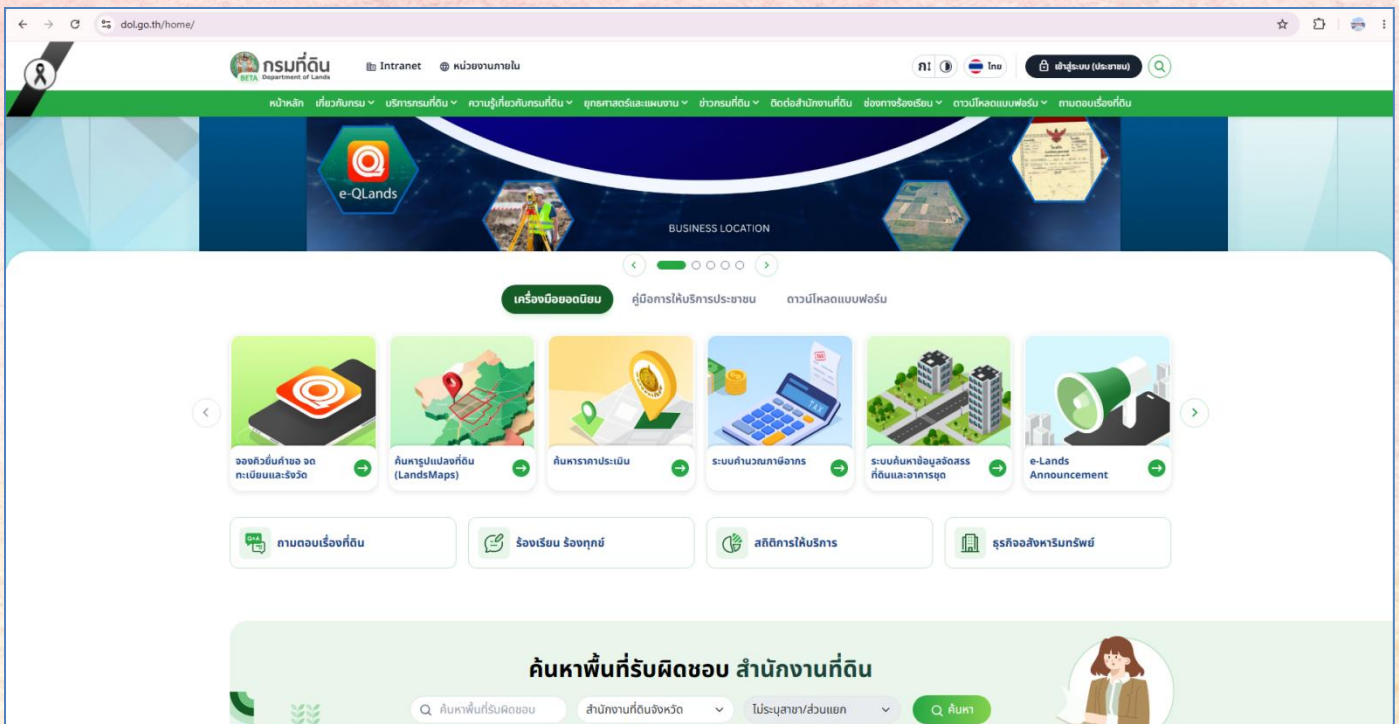 dol.go.th/home/
กรมที่ดิน
BETA Department of Lands
Intranet
หน่วยงานภายใน
ก
ไทย
เข้าสู่ระบบ (ประชาชน)
หน้าหลัก เกี่ยวกับกรม บริการกรมที่ดิน ความรู้เกี่ยวกับกรมที่ดิน ยุทธศาสตร์และแผนงาน ข่าวกรมที่ดิน ติดต่อสำนักงานที่ดิน ช่องทางร้องเรียน ดาวน์โหลดแบบฟอร์ม ถามตอบเรื่องที่ดิน
e-QLands
BUSINESS LOCATION
เครื่องมือยอดนิยม คู่มือการให้บริการประชาชน ดาวน์โหลดแบบฟอร์ม
TAX
จองคิวยื่นคำขอ จด
ทะเบียนและรังวัด
ค้นหารูปแปลงที่ดิน
(LandsMaps)
ค้นหาราคาประเมิน
ระบบคำนวณภาษีอากร
ระบบค้นหาข้อมูลจัดสรร
ที่ดินและอาคารชุด
e-Lands
Announcement
Q+A
ถามตอบเรื่องที่ดิน
ร้องเรียน ร้องทุกข์
สถิติการให้บริการ
ธุรกิจอสังหาริมทรัพย์
ค้นหาพื้นที่รับผิดชอบ สำนักงานที่ดิน
ค้นหาพื้นที่รับผิดชอบ
สำนักงานที่ดินจังหวัด
ไม่ระบุสาขา/ส่วนแยก
ค้นหา